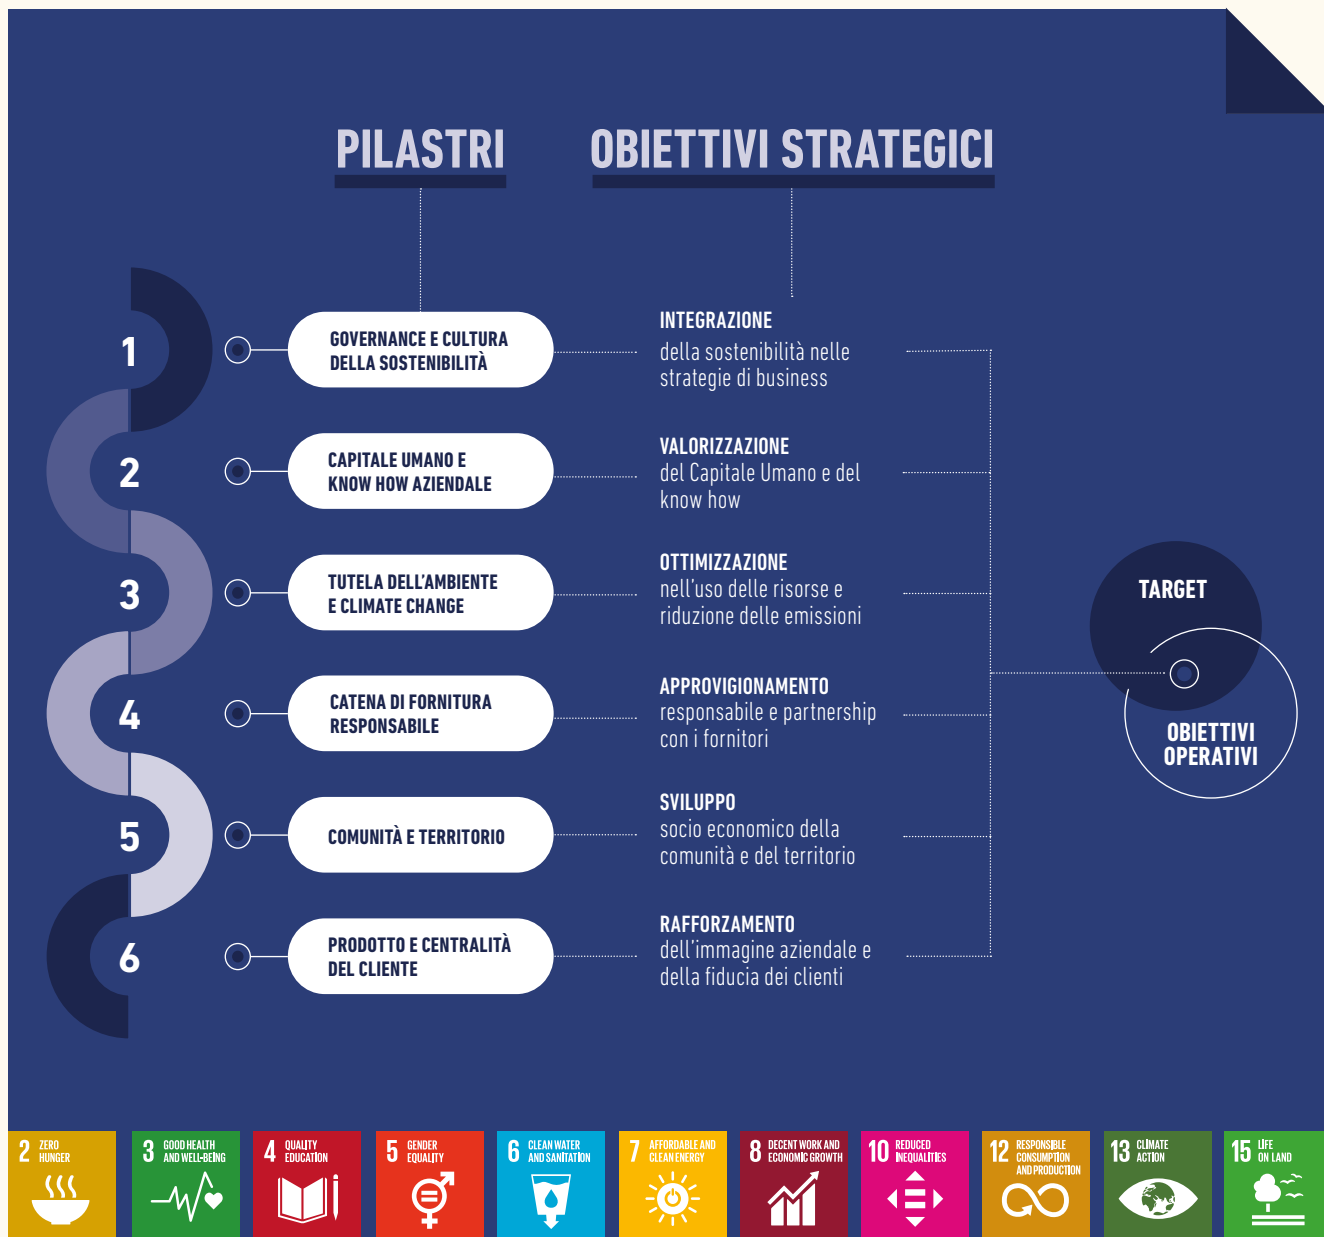 PILASTRI
OBIETTIVI STRATEGICI
1
GOVERNANCE E CULTURA
DELLA SOSTENIBILITÀ
INTEGRAZIONE
della sostenibilità nelle
strategie di business
2
CAPITALE UMANO E
KNOW HOW AZIENDALE
VALORIZZAZIONE
del Capitale Umano e del
know how
3
TUTELA DELL'AMBIENTE
E CLIMATE CHANGE
OTTIMIZZAZIONE
nell'uso delle risorse e
riduzione delle emissioni
4
CATENA DI FORNITURA
RESPONSABILE
APPROVIGIONAMENTO
responsabile e partnership
con i fornitori
5
COMUNITÀ E TERRITORIO
SVILUPPO
socio economico della
comunità e del territorio
6
PRODOTTO E CENTRALITÀ
DEL CLIENTE
RAFFORZAMENTO
dell'immagine aziendale e
della fiducia dei clienti
TARGET
OBIETTIVI
OPERATIVI
2 ZERO
HUNGER
3 GOOD HEALTH
AND WELL-BEING
4 QUALITY
EDUCATION
5 GENDER
EQUALITY
6 CLEAN WATER
AND SANITATION
7 AFFORDABLE AND
CLEAN ENERGY
8 DECENT WORK AND
ECONOMIC GROWTH
10 REDUCED
INEQUALITIES
12 RESPONSIBLE
CONSUMPTION
AND PRODUCTION
13 CLIMATE
ACTION
15 LIFE
ON LAND